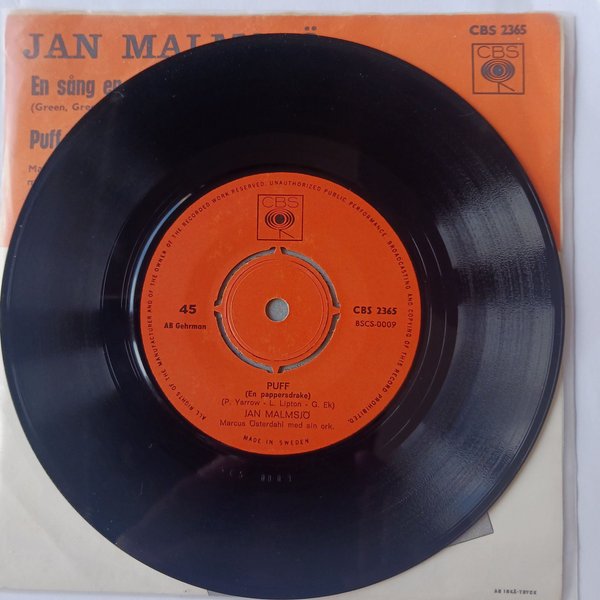 JAN MALMSJÖ
CBS 2365
CBS
En sång en
(Green, Gre
Puff
ALL RIGHTS OF THE MANUFACTURER AND OF THE OWNER OF THE RECORDED WORK RESERVED. UNAUTHORIZED PUBLIC PERFORMANCE, BROADCASTING AND COPYING OF THIS RECORD PROHIBITED.
CBS
45
CBS 2365
AB Gehrman
BSCS-0009
PUFF
(En pappersdrake)
(P. Yarrow - L. Lipton - G. Ek)
JAN MALMSJÖ
Marcus Österdahl med sin ork.
MADE IN SWEDEN